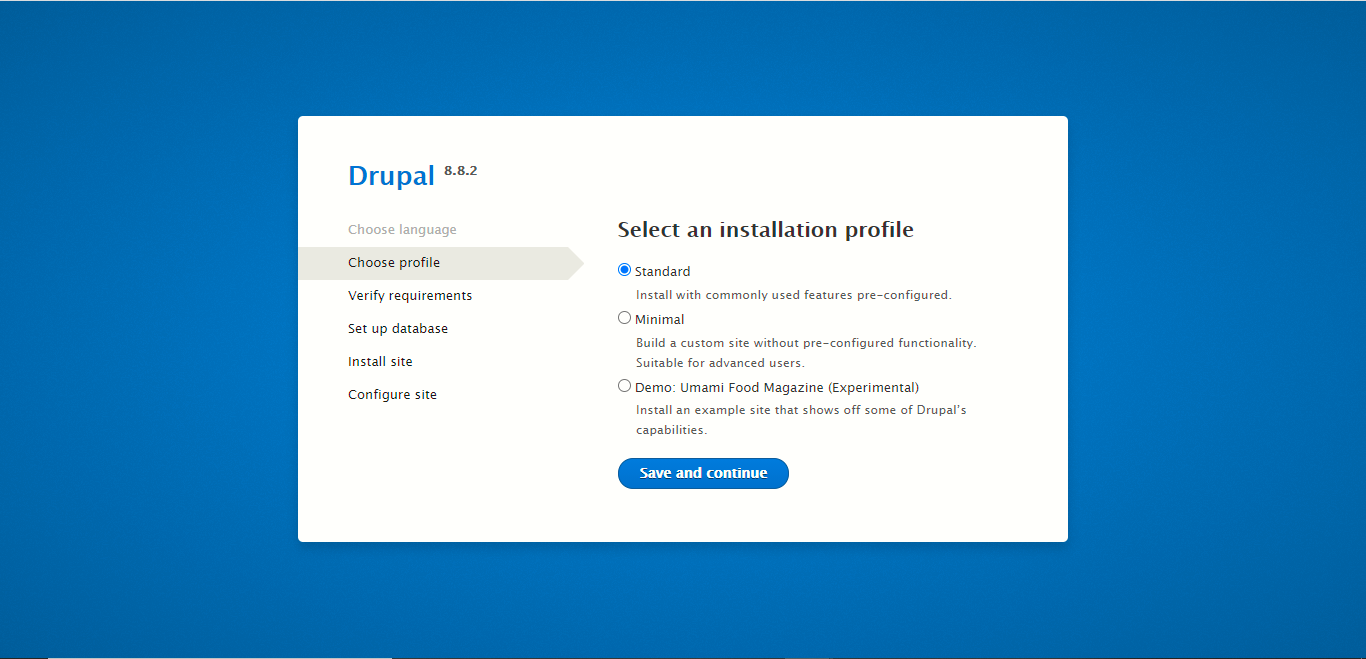 Drupal 8.8.2
Choose language
Choose profile
Verify requirements
Set up database
Install site
Configure site
Select an installation profile
Standard
Install with commonly used features pre-configured.
Minimal
Build a custom site without pre-configured functionality.
Suitable for advanced users.
Demo: Umami Food Magazine (Experimental)
Install an example site that shows off some of Drupal's
capabilities.
Save and continue